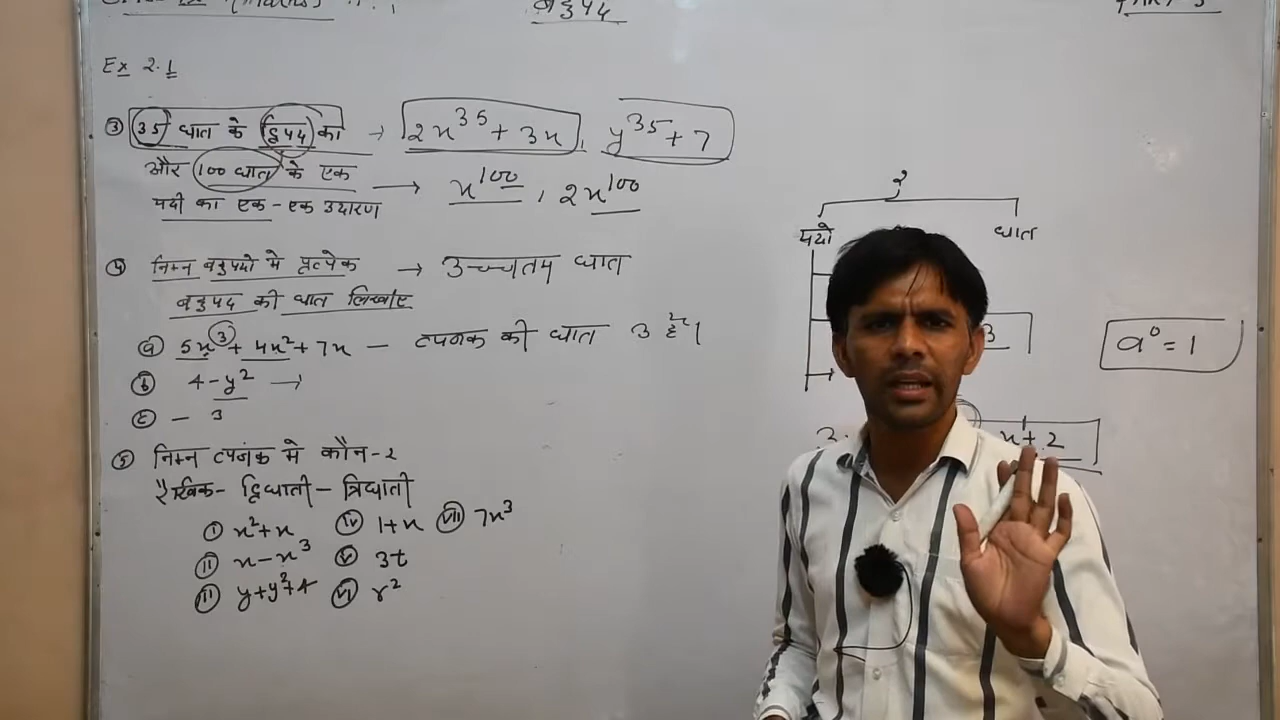 बहुपद
Ex 2.1
③ 35 घात के द्विपद का → 2x³⁵ + 3x, y³⁵ + 7
और 100 घात के एक → x¹⁰⁰, 2x¹⁰⁰
पदी का एक-एक उदारण
④ निम्न बहुपदो मे प्रत्येक → उच्चतम घात
बहुपद की घात लिखिए
ⓐ 5x³ + 4x² + 7x – व्यंजक की घात 3 है।
ⓑ 4 - y² →
ⓒ – 3
⑤ निम्न व्यंजक मे कौन-2
रैखिक - द्विघाती - त्रिघाती
ⓘ x² + x ⓘⓥ 1 + x ⓥⓘⓘ 7x³
ⓘⓘ x - x³ ⓥ 3t
ⓘⓘⓘ y + y² + 4 ⓥⓘ r²
पदो घात
3
a⁰ = 1
x + 2